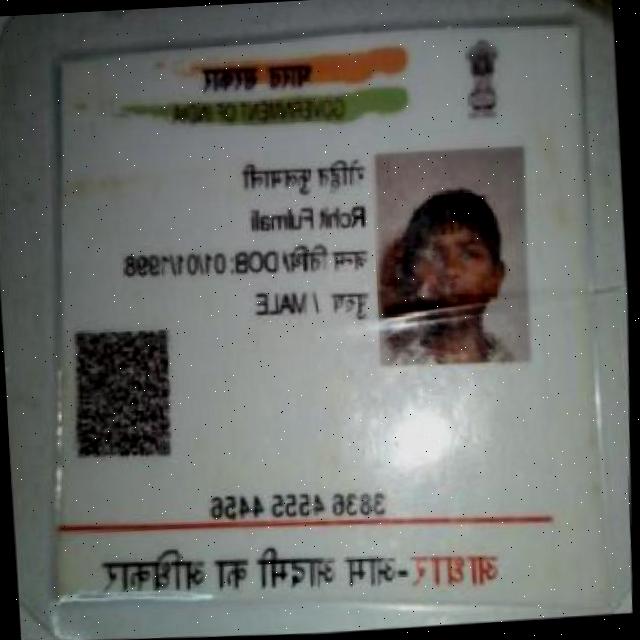 भारत सरकार
GOVERNMENT OF INDIA
रोहित फुलमाली
Rohit Fulmali
जन्म तिथि/DOB: 01/01/1998
पुरुष / MALE
3836 4555 4456
आधार-आम आदमी का अधिकार